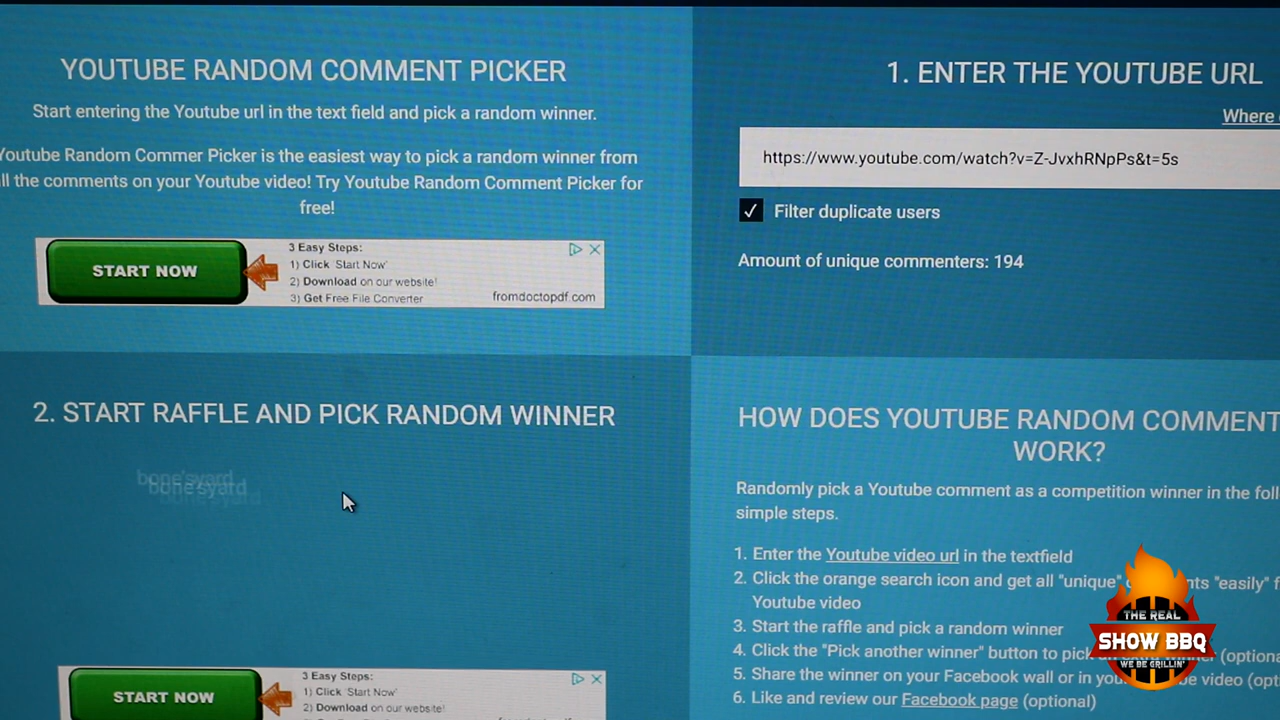 YOUTUBE RANDOM COMMENT PICKER
Start entering the Youtube url in the text field and pick a random winner.
Youtube Random Commer Picker is the easiest way to pick a random winner from
ll the comments on your Youtube video! Try Youtube Random Comment Picker for
free!
START NOW
3 Easy Steps:
1) Click 'Start Now'
2) Download on our website!
3) Get Free File Converter
fromdoctopdf.com
1. ENTER THE YOUTUBE URL
Where
https://www.youtube.com/watch?v=Z-JvxhRNpPs&t=5s
Filter duplicate users
Amount of unique commenters: 194
2. START RAFFLE AND PICK RANDOM WINNER
bone'syard
START NOW
3 Easy Steps:
1) Click 'Start Now'
2) Download on our website!
HOW DOES YOUTUBE RANDOM COMMENT
WORK?
Randomly pick a Youtube comment as a competition winner in the foll
simple steps.
1. Enter the Youtube video url in the textfield
2. Click the orange search icon and get all "unique" "easily" f
Youtube video
3. Start the raffle and pick a random winner
4. Click the "Pick another winner" button to pick (optiona
5. Share the winner on your Facebook wall or in you video (opt
6. Like and review our Facebook page (optional)
THE REAL
SHOW BBQ
WE BE GRILLIN'